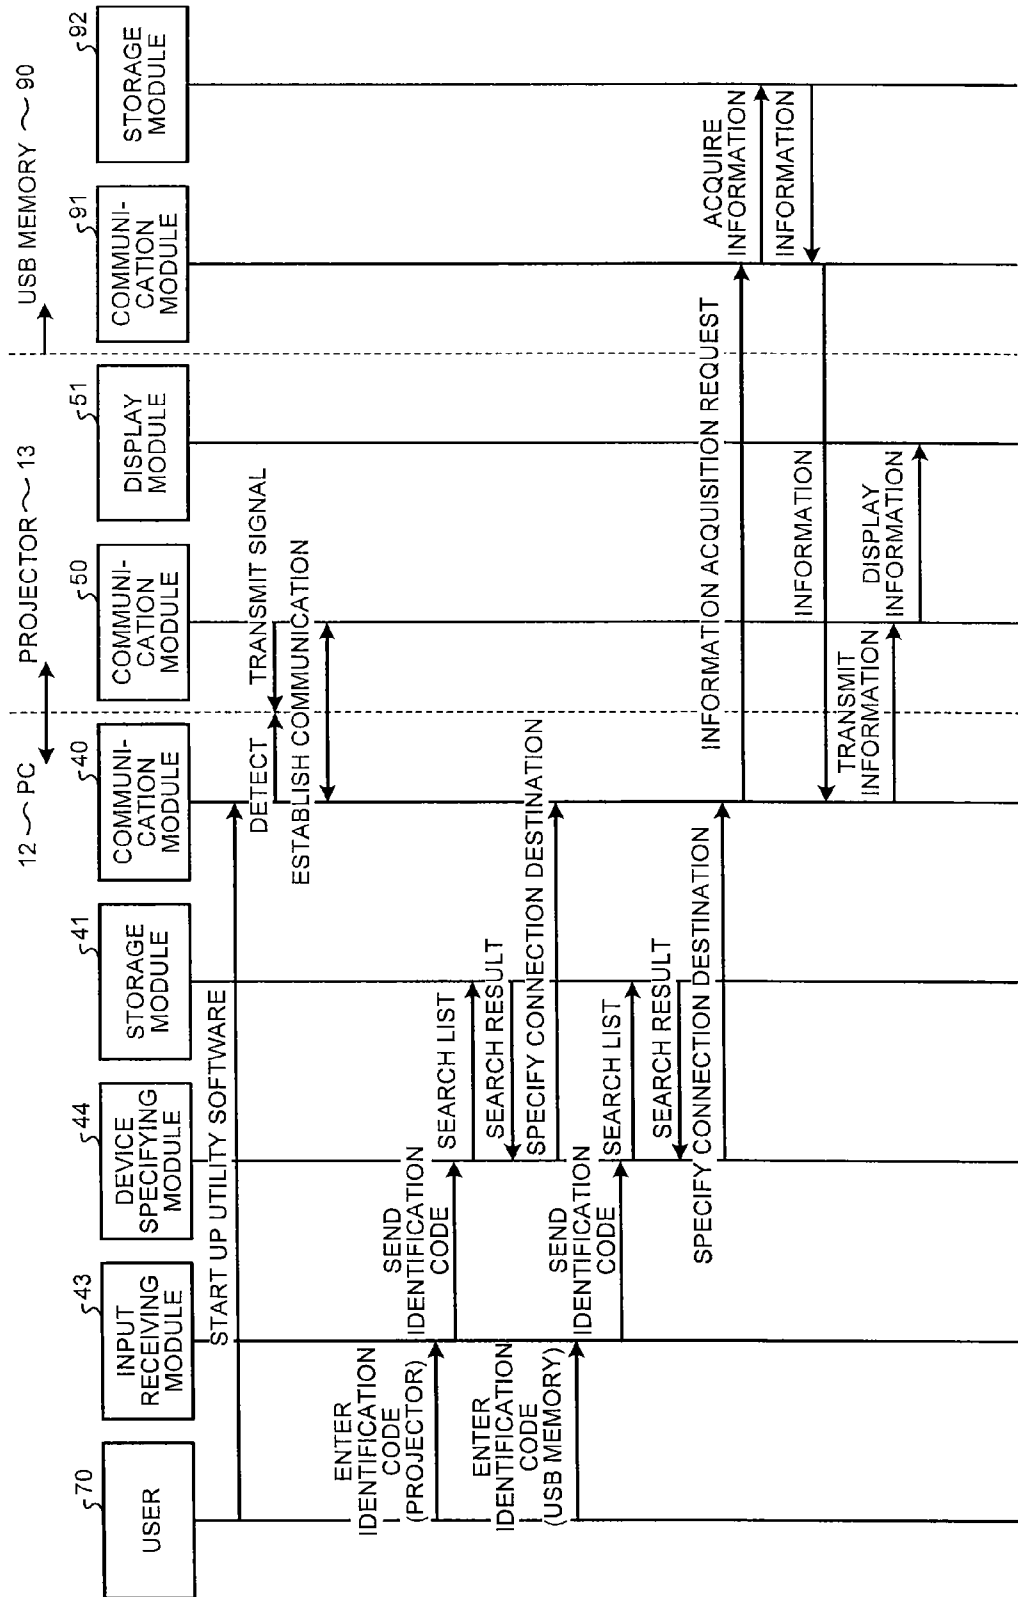 12 PC
PROJECTOR 13
USB MEMORY 90
70
USER
43
INPUT
RECEIVING
MODULE
44
DEVICE
SPECIFYING
MODULE
41
STORAGE
MODULE
40
COMMUNI-
CATION
MODULE
50
COMMUNI-
CATION
MODULE
51
DISPLAY
MODULE
91
COMMUNI-
CATION
MODULE
92
STORAGE
MODULE
START UP UTILITY SOFTWARE
DETECT
TRANSMIT SIGNAL
ESTABLISH COMMUNICATION
ENTER
IDENTIFICATION
CODE
(PROJECTOR)
SEND
IDENTIFICATION
CODE
SEARCH LIST
SEARCH RESULT
SPECIFY CONNECTION DESTINATION
ENTER
IDENTIFICATION
CODE
(USB MEMORY)
SEND
IDENTIFICATION
CODE
SEARCH LIST
SEARCH RESULT
SPECIFY CONNECTION DESTINATION
INFORMATION ACQUISITION REQUEST
ACQUIRE
INFORMATION
INFORMATION
INFORMATION
TRANSMIT
INFORMATION
DISPLAY
INFORMATION